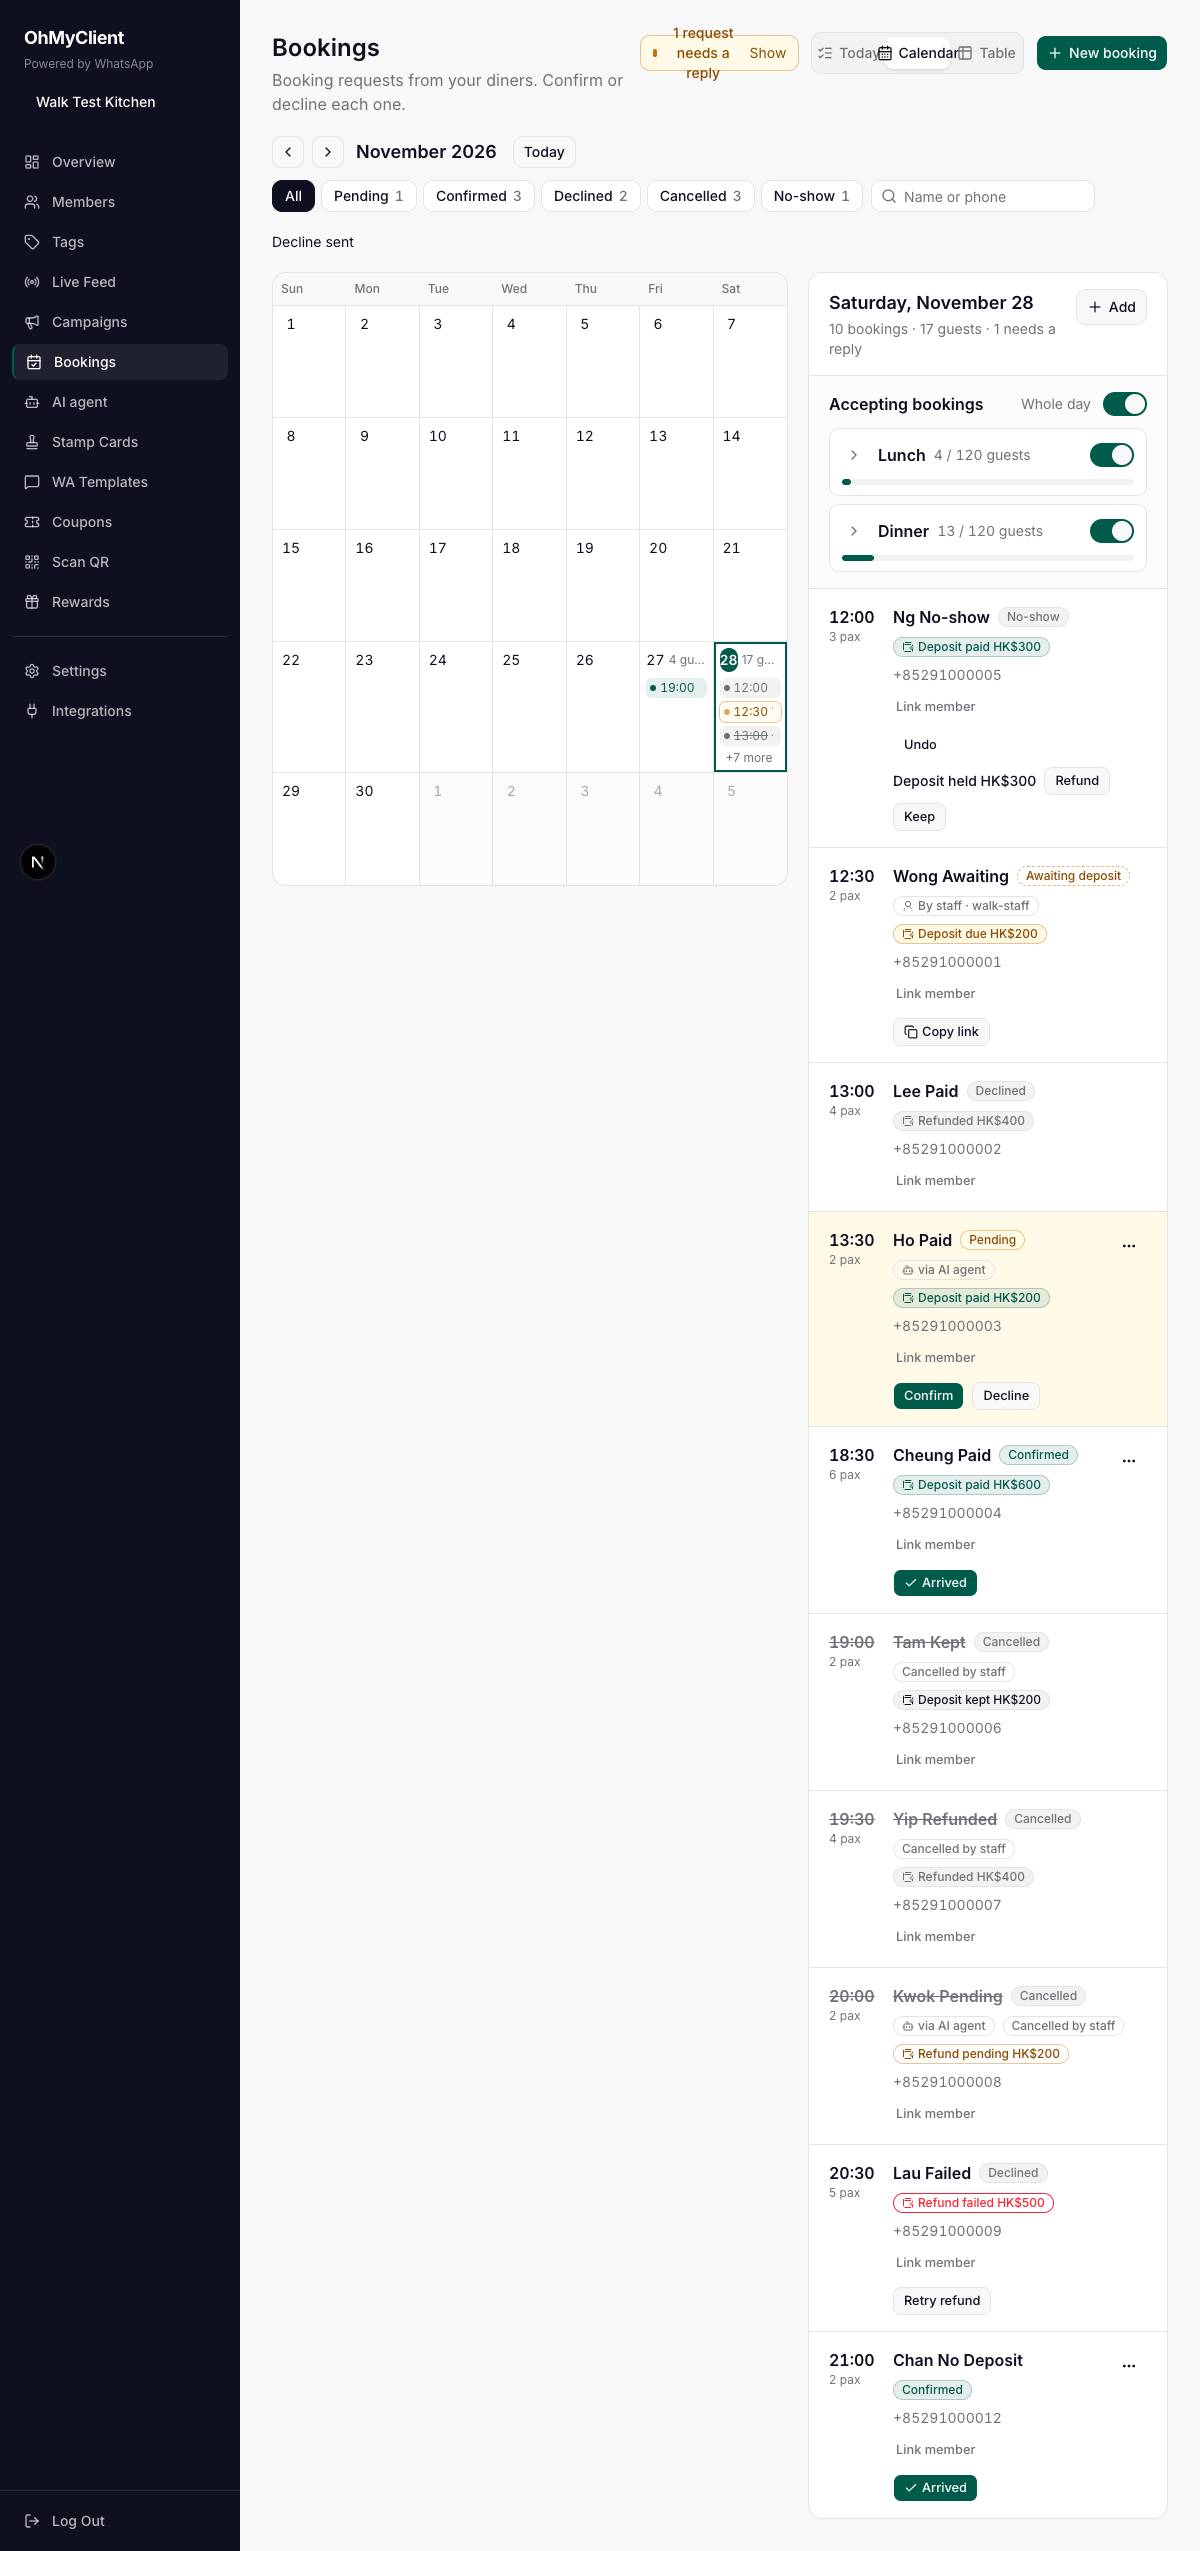 OhMyClient
Powered by WhatsApp
Walk Test Kitchen
Overview
Members
Tags
Live Feed
Campaigns
Bookings
AI agent
Stamp Cards
WA Templates
Coupons
Scan QR
Rewards
Settings
Integrations
N
Log Out
Bookings
Booking requests from your diners. Confirm or
decline each one.
1 request
needs a
reply
Show
Today
Calendar
Table
New booking
November 2026
Today
All
Pending 1
Confirmed 3
Declined 2
Cancelled 3
No-show 1
Name or phone
Decline sent
Sun Mon Tue Wed Thu Fri Sat
1 2 3 4 5 6 7
8 9 10 11 12 13 14
15 16 17 18 19 20 21
22 23 24 25 26 27 4 gu... 28 17 g...
19:00
12:00
12:30
13:00
+7 more
29 30 1 2 3 4 5
Saturday, November 28
Add
10 bookings · 17 guests · 1 needs a
reply
Accepting bookings
Whole day
Lunch 4 / 120 guests
Dinner 13 / 120 guests
12:00 Ng No-show No-show
3 pax
Deposit paid HK$300
+85291000005
Link member
Undo
Deposit held HK$300 Refund
Keep
12:30 Wong Awaiting Awaiting deposit
2 pax
By staff · walk-staff
Deposit due HK$200
+85291000001
Link member
Copy link
13:00 Lee Paid Declined
4 pax
Refunded HK$400
+85291000002
Link member
13:30 Ho Paid Pending ...
2 pax
via AI agent
Deposit paid HK$200
+85291000003
Link member
Confirm Decline
18:30 Cheung Paid Confirmed ...
6 pax
Deposit paid HK$600
+85291000004
Link member
Arrived
19:00 Tam Kept Cancelled
2 pax
Cancelled by staff
Deposit kept HK$200
+85291000006
Link member
19:30 Yip Refunded Cancelled
4 pax
Cancelled by staff
Refunded HK$400
+85291000007
Link member
20:00 Kwok Pending Cancelled
2 pax
via AI agent Cancelled by staff
Refund pending HK$200
+85291000008
Link member
20:30 Lau Failed Declined
5 pax
Refund failed HK$500
+85291000009
Link member
Retry refund
21:00 Chan No Deposit ...
2 pax
Confirmed
+85291000012
Link member
Arrived